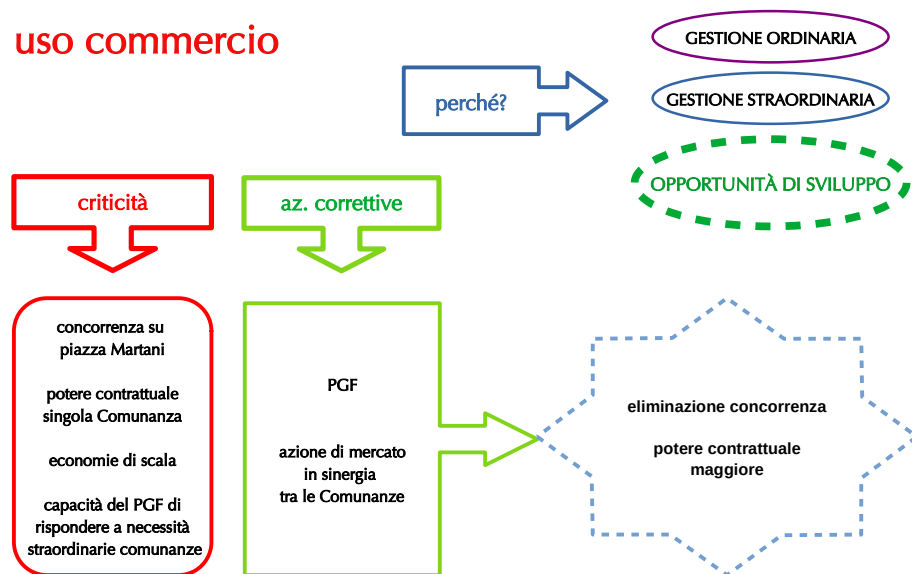 uso commercio
perché?
GESTIONE ORDINARIA
GESTIONE STRAORDINARIA
OPPORTUNITÀ DI SVILUPPO
criticità
az. correttive
concorrenza su
piazza Martani
potere contrattuale
singola Comunanza
economie di scala
capacità del PGF di
rispondere a necessità
straordinarie comunanze
PGF
azione di mercato
in sinergia
tra le Comunanze
eliminazione concorrenza
potere contrattuale
maggiore